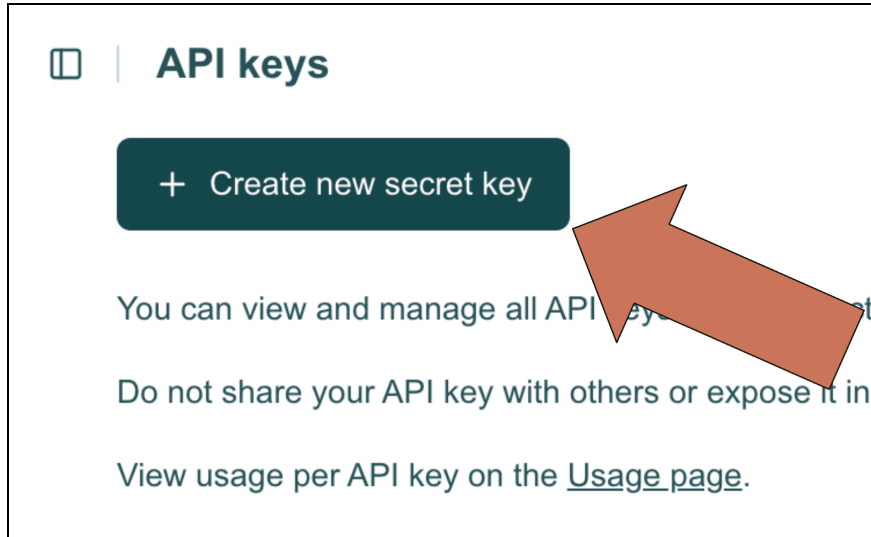 API keys
+ Create new secret key
You can view and manage all API
Do not share your API key with others or expose it in
View usage per API key on the Usage page.